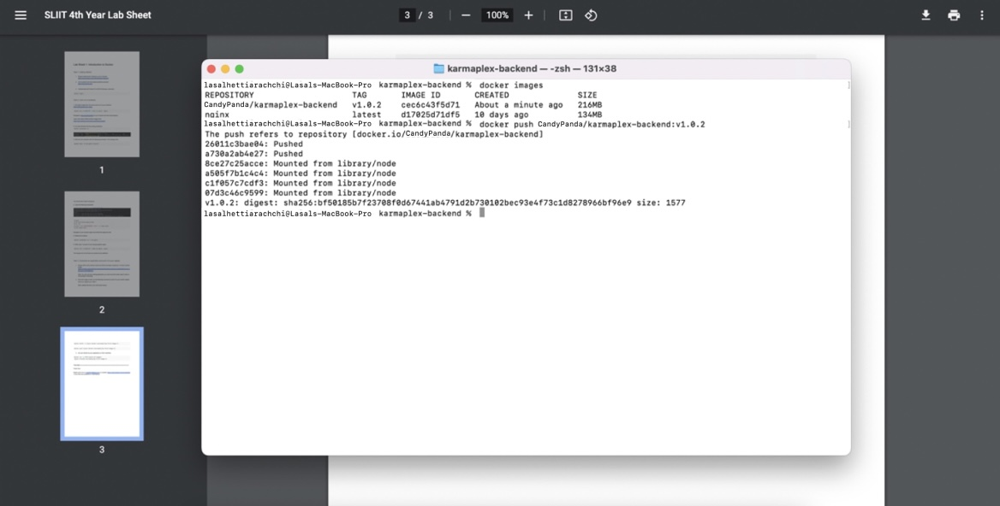 SLIIT 4th Year Lab Sheet
3 / 3
100%
karmaplex-backend — -zsh — 131×38
lasalhettiarachchi@Lasals-MacBook-Pro karmaplex-backend % docker images
REPOSITORY TAG IMAGE ID CREATED SIZE
CandyPanda/karmaplex-backend v1.0.2 cec6c43f5d71 About a minute ago 216MB
nginx latest d17025d71df5 10 days ago 134MB
lasalhettiarachchi@Lasals-MacBook-Pro karmaplex-backend % docker push CandyPanda/karmaplex-backend:v1.0.2
The push refers to repository [docker.io/CandyPanda/karmaplex-backend]
26011c3bae04: Pushed
a730a2ab4e27: Pushed
8ce27c25acce: Mounted from library/node
a505f7b1c4c4: Mounted from library/node
c1f057c7cdf3: Mounted from library/node
07d3c46c9599: Mounted from library/node
v1.0.2: digest: sha256:bf50185b7f23708f0d67441ab4791d2b730102bec93e4f73c1d8278966bf96e9 size: 1577
lasalhettiarachchi@Lasals-MacBook-Pro karmaplex-backend %
1
2
3